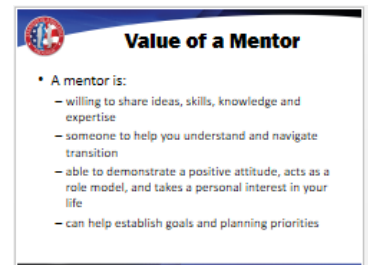 Value of a Mentor
• A mentor is:
– willing to share ideas, skills, knowledge and
expertise
– someone to help you understand and navigate
transition
– able to demonstrate a positive attitude, acts as a
role model, and takes a personal interest in your
life
– can help establish goals and planning priorities